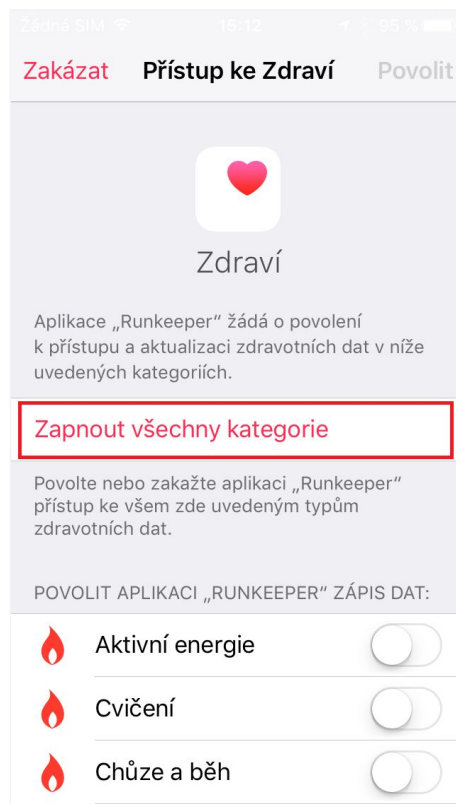 Žádná SIM 15:12 95 %
Zakázat Přístup ke Zdraví Povolit
Zdraví
Aplikace „Runkeeper“ žádá o povolení
k přístupu a aktualizaci zdravotních dat v níže
uvedených kategoriích.
Zapnout všechny kategorie
Povolte nebo zakažte aplikaci „Runkeeper“
přístup ke všem zde uvedeným typům
zdravotních dat.
POVOLIT APLIKACI „RUNKEEPER“ ZÁPIS DAT:
Aktivní energie
Cvičení
Chůze a běh